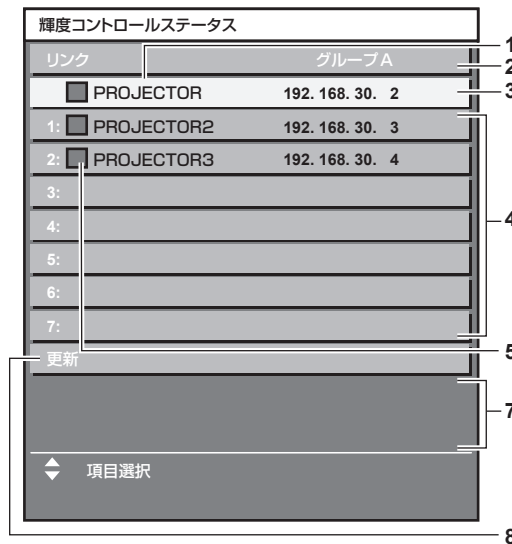 輝度コントロールステータス
リンク グループA
PROJECTOR 192. 168. 30. 2
1: PROJECTOR2 192. 168. 30. 3
2: PROJECTOR3 192. 168. 30. 4
3:
4:
5:
6:
7:
更新
項目選択
1
2
3
4
5
7
8